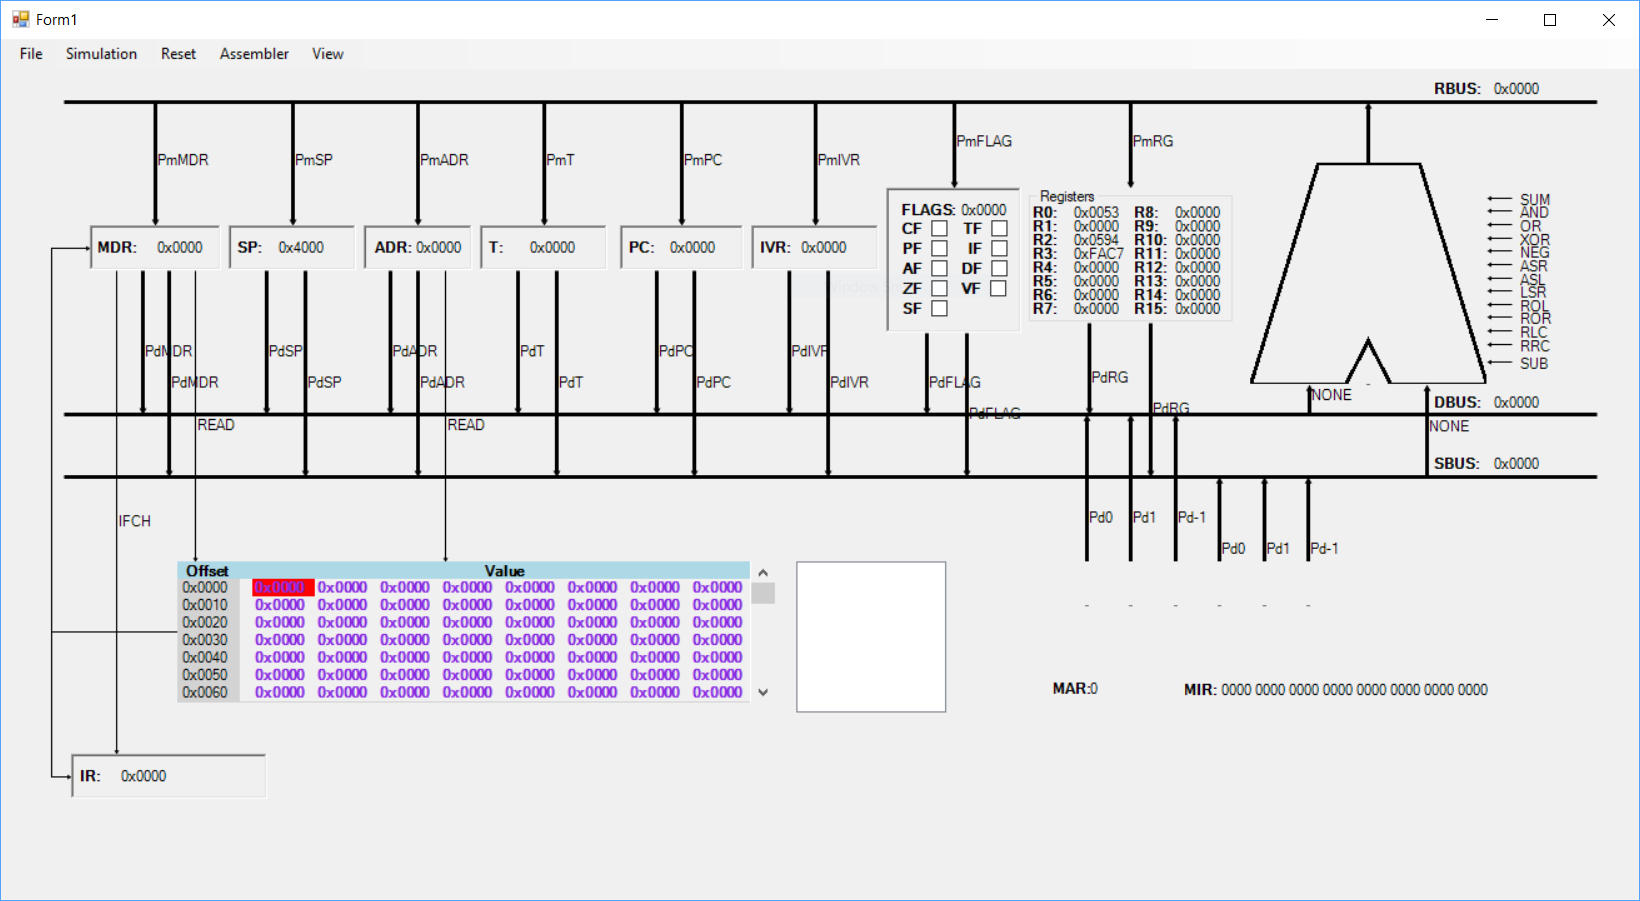 Form1
File Simulation Reset Assembler View
RBUS: 0x0000
PmMDR PmSP PmADR PmT PmPC PmIVR PmFLAG PmRG
MDR: 0x0000
SP: 0x4000
ADR: 0x0000
T: 0x0000
PC: 0x0000
IVR: 0x0000
FLAGS: 0x0000
CF TF
PF IF
AF DF
ZF VF
SF
Registers
R0: 0x0053 R8: 0x0000
R1: 0x0000 R9: 0x0000
R2: 0x0594 R10: 0x0000
R3: 0xFAC7 R11: 0x0000
R4: 0x0000 R12: 0x0000
R5: 0x0000 R13: 0x0000
R6: 0x0000 R14: 0x0000
R7: 0x0000 R15: 0x0000
SUM
AND
OR
XOR
NEG
ASR
ASL
LSR
ROL
ROR
RLC
RRC
SUB
PdMDR PdSP PdADR PdT PdPC PdIVR PdFLAG PdRG
PdMDR PdSP PdADR PdT PdPC PdIVR PdFLAG PdRG
NONE
DBUS: 0x0000
READ READ
NONE
SBUS: 0x0000
IFCH
Pd0 Pd1 Pd-1
Pd0 Pd1 Pd-1
Offset Value
0x0000 0x0000 0x0000 0x0000 0x0000 0x0000 0x0000 0x0000 0x0000
0x0010 0x0000 0x0000 0x0000 0x0000 0x0000 0x0000 0x0000 0x0000
0x0020 0x0000 0x0000 0x0000 0x0000 0x0000 0x0000 0x0000 0x0000
0x0030 0x0000 0x0000 0x0000 0x0000 0x0000 0x0000 0x0000 0x0000
0x0040 0x0000 0x0000 0x0000 0x0000 0x0000 0x0000 0x0000 0x0000
0x0050 0x0000 0x0000 0x0000 0x0000 0x0000 0x0000 0x0000 0x0000
0x0060 0x0000 0x0000 0x0000 0x0000 0x0000 0x0000 0x0000 0x0000
- - - - - -
MAR:0
MIR: 0000 0000 0000 0000 0000 0000 0000 0000
IR: 0x0000